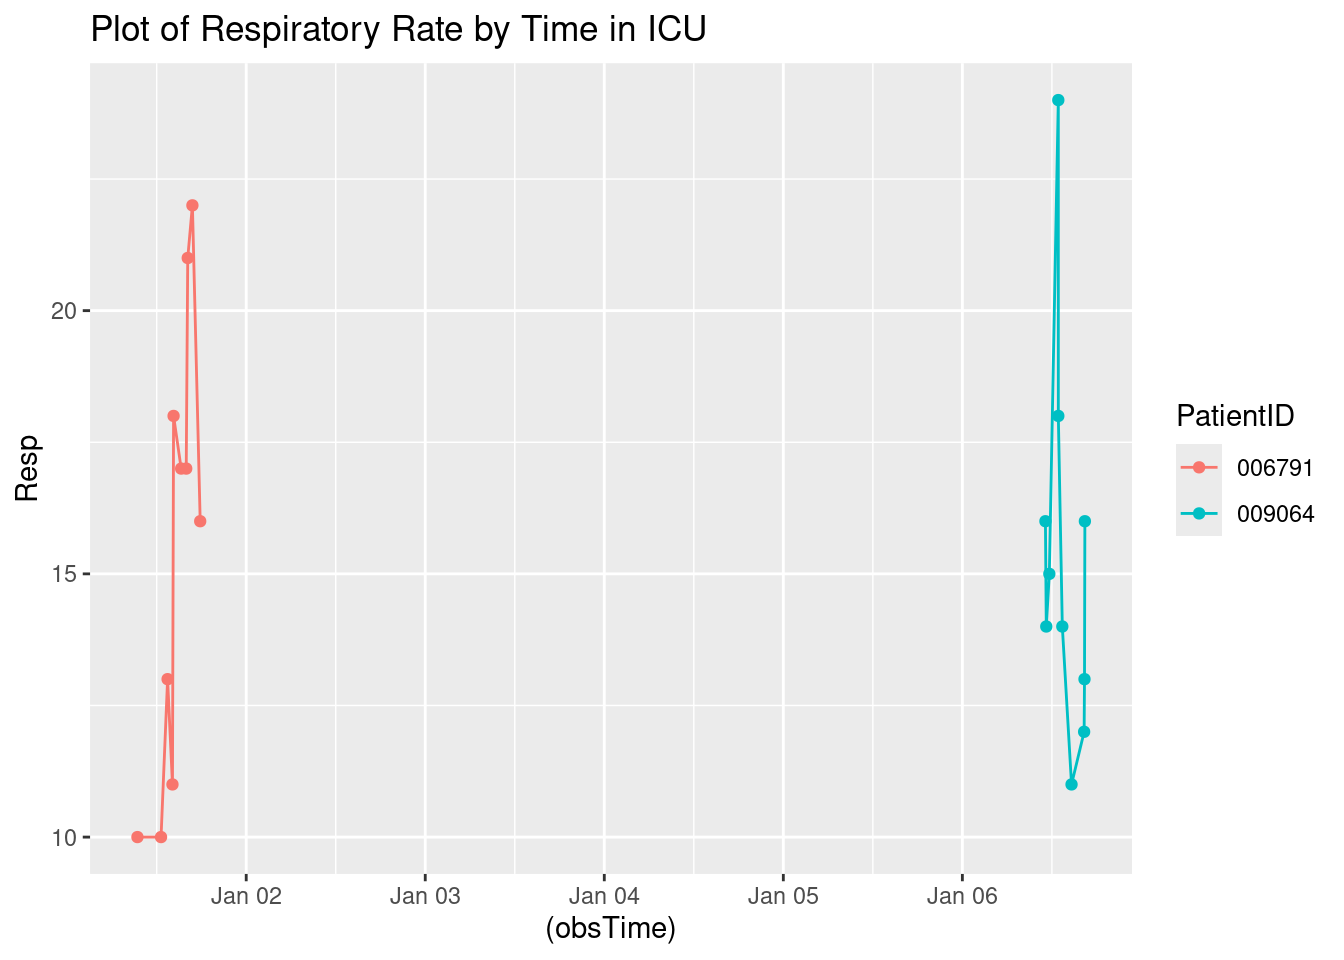 Plot of Respiratory Rate by Time in ICU
Resp
20
15
10
Jan 02
Jan 03
Jan 04
Jan 05
Jan 06
(obsTime)
PatientID
006791
009064